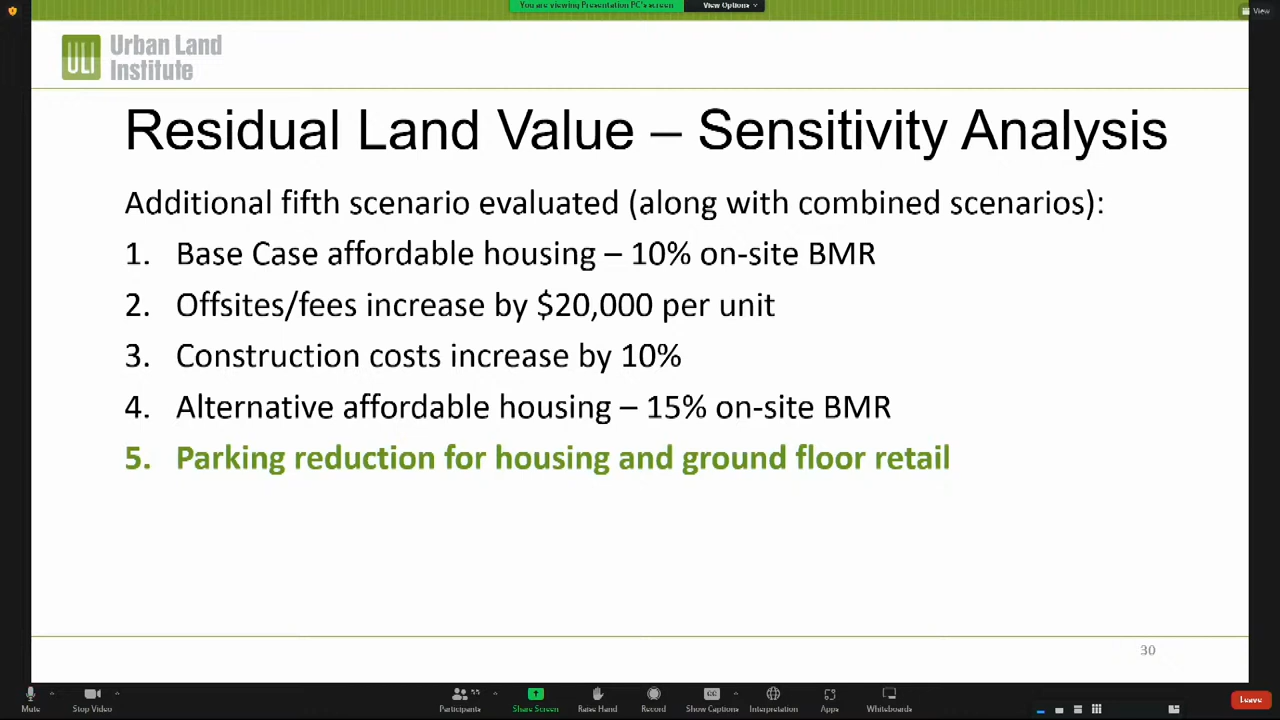 You are viewing Presentation PC's screen View Options
View
ULI Urban Land
Institute
Residual Land Value – Sensitivity Analysis
Additional fifth scenario evaluated (along with combined scenarios):
1. Base Case affordable housing – 10% on-site BMR
2. Offsites/fees increase by $20,000 per unit
3. Construction costs increase by 10%
4. Alternative affordable housing – 15% on-site BMR
5. Parking reduction for housing and ground floor retail
30
Mute Stop Video Participants Share Screen Raise Hand Record Show Captions Interpretation Apps Whiteboards Leave